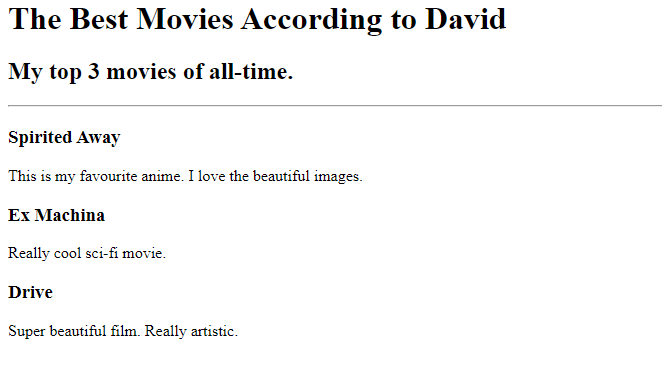 The Best Movies According to David
My top 3 movies of all-time.
Spirited Away
This is my favourite anime. I love the beautiful images.
Ex Machina
Really cool sci-fi movie.
Drive
Super beautiful film. Really artistic.